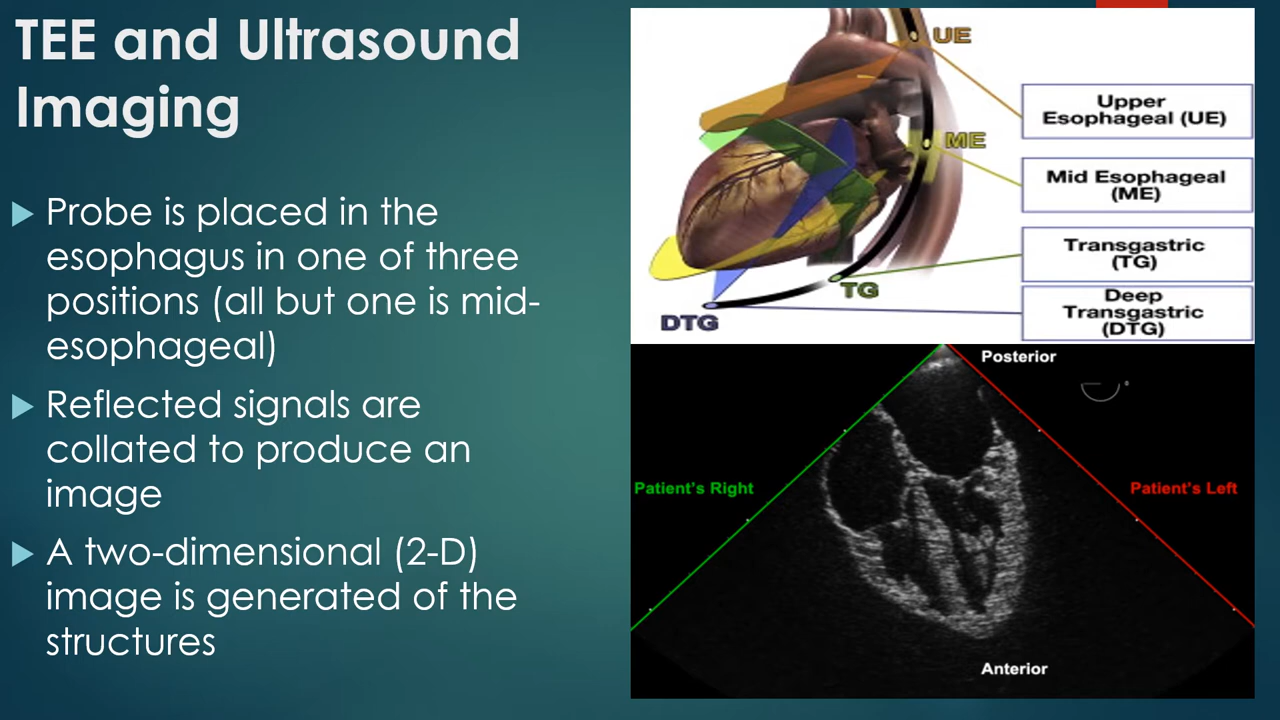 TEE and Ultrasound
Imaging
Probe is placed in the
esophagus in one of three
positions (all but one is mid-
esophageal)
Reflected signals are
collated to produce an
image
A two-dimensional (2-D)
image is generated of the
structures
UE
ME
TG
DTG
Upper
Esophageal (UE)
Mid Esophageal
(ME)
Transgastric
(TG)
Deep
Transgastric
(DTG)
Posterior
Patient's Right
Patient's Left
Anterior